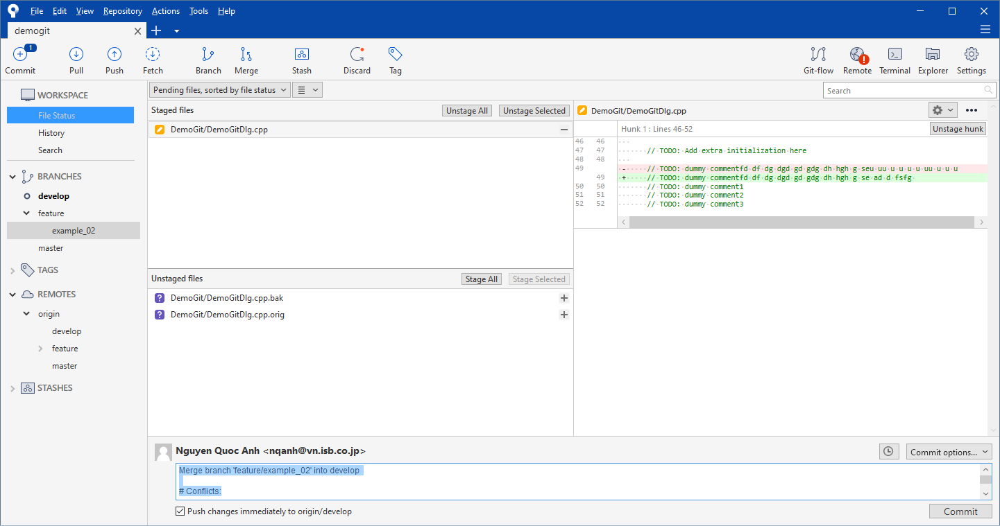 File Edit View Repository Actions Tools Help
demogit
1
Commit Pull Push Fetch Branch Merge Stash Discard Tag Git-flow Remote Terminal Explorer Settings
WORKSPACE
File Status
History
Search
BRANCHES
develop
feature
example_02
master
TAGS
REMOTES
origin
develop
feature
master
STASHES
Pending files, sorted by file status
Search
Staged files Unstage All Unstage Selected
DemoGit/DemoGitDlg.cpp
Unstaged files Stage All Stage Selected
? DemoGit/DemoGitDlg.cpp.bak
? DemoGit/DemoGitDlg.cpp.orig
DemoGit/DemoGitDlg.cpp
Hunk 1 : Lines 46-52 Unstage hunk
46 46
47 47 // TODO: Add extra initialization here
48 48
49 - // TODO: dummy commentfd df dg dgd gd gdg dh hgh g seu uu u u u u uu u u u
49 + // TODO: dummy commentfd df dg dgd gd gdg dh hgh g se ad d fsfg
50 50 // TODO: dummy comment1
51 51 // TODO: dummy comment2
52 52 // TODO: dummy comment3
Nguyen Quoc Anh <nqanh@vn.isb.co.jp>
Commit options...
Merge branch 'feature/example_02' into develop
# Conflicts:
Push changes immediately to origin/develop
Commit